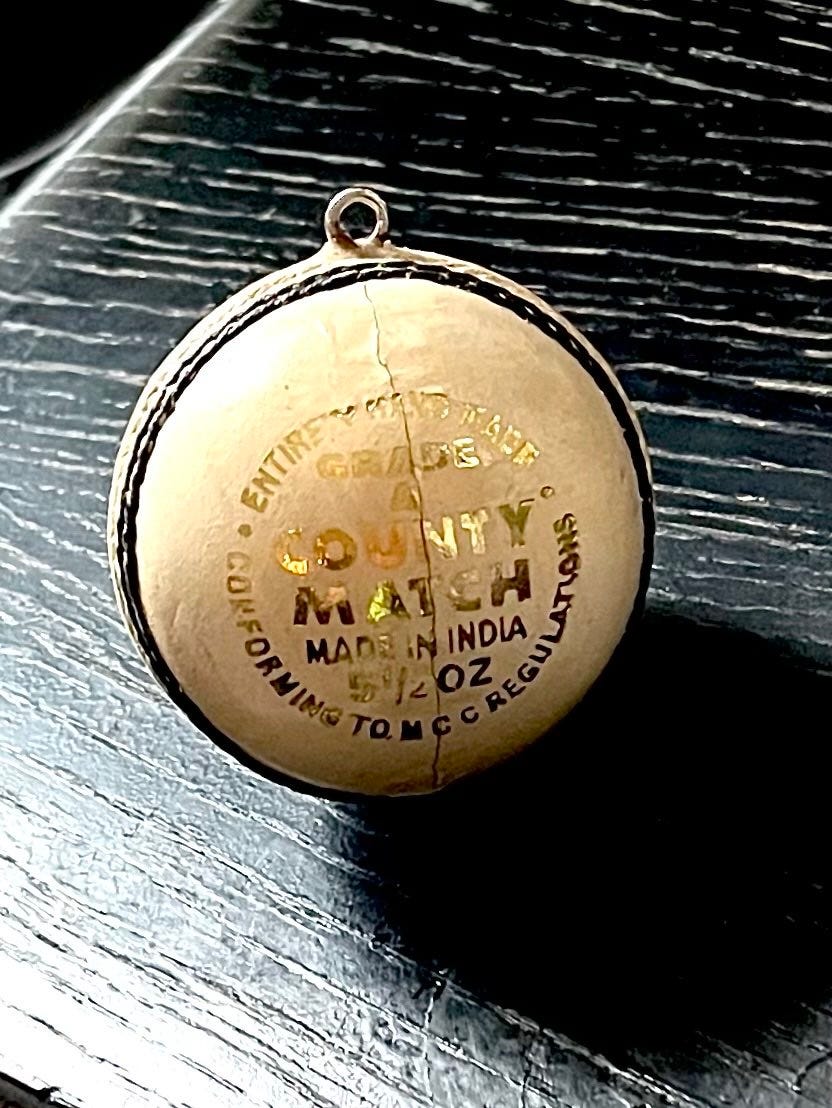 ENTIRELY HAND MADE
GRADE
A
COUNTY
MATCH
MADE IN INDIA
5½ OZ
CONFORMING TO M C C REGULATIONS